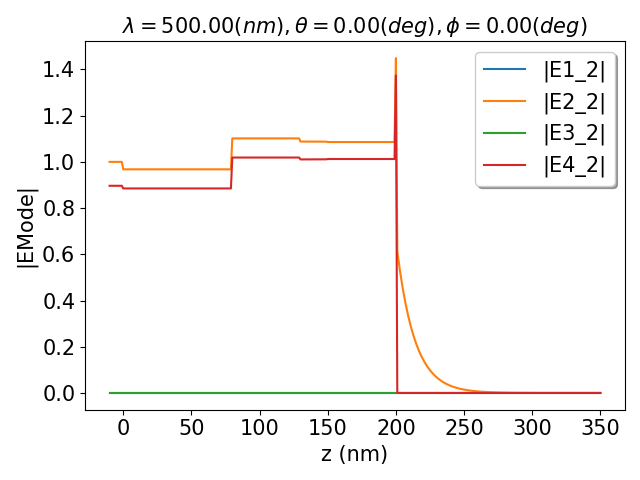 λ = 500.00(nm), θ = 0.00(deg), ϕ = 0.00(deg)
|EMode|
1.4
1.2
1.0
0.8
0.6
0.4
0.2
0.0
|E1_2|
|E2_2|
|E3_2|
|E4_2|
0 50 100 150 200 250 300 350
z (nm)